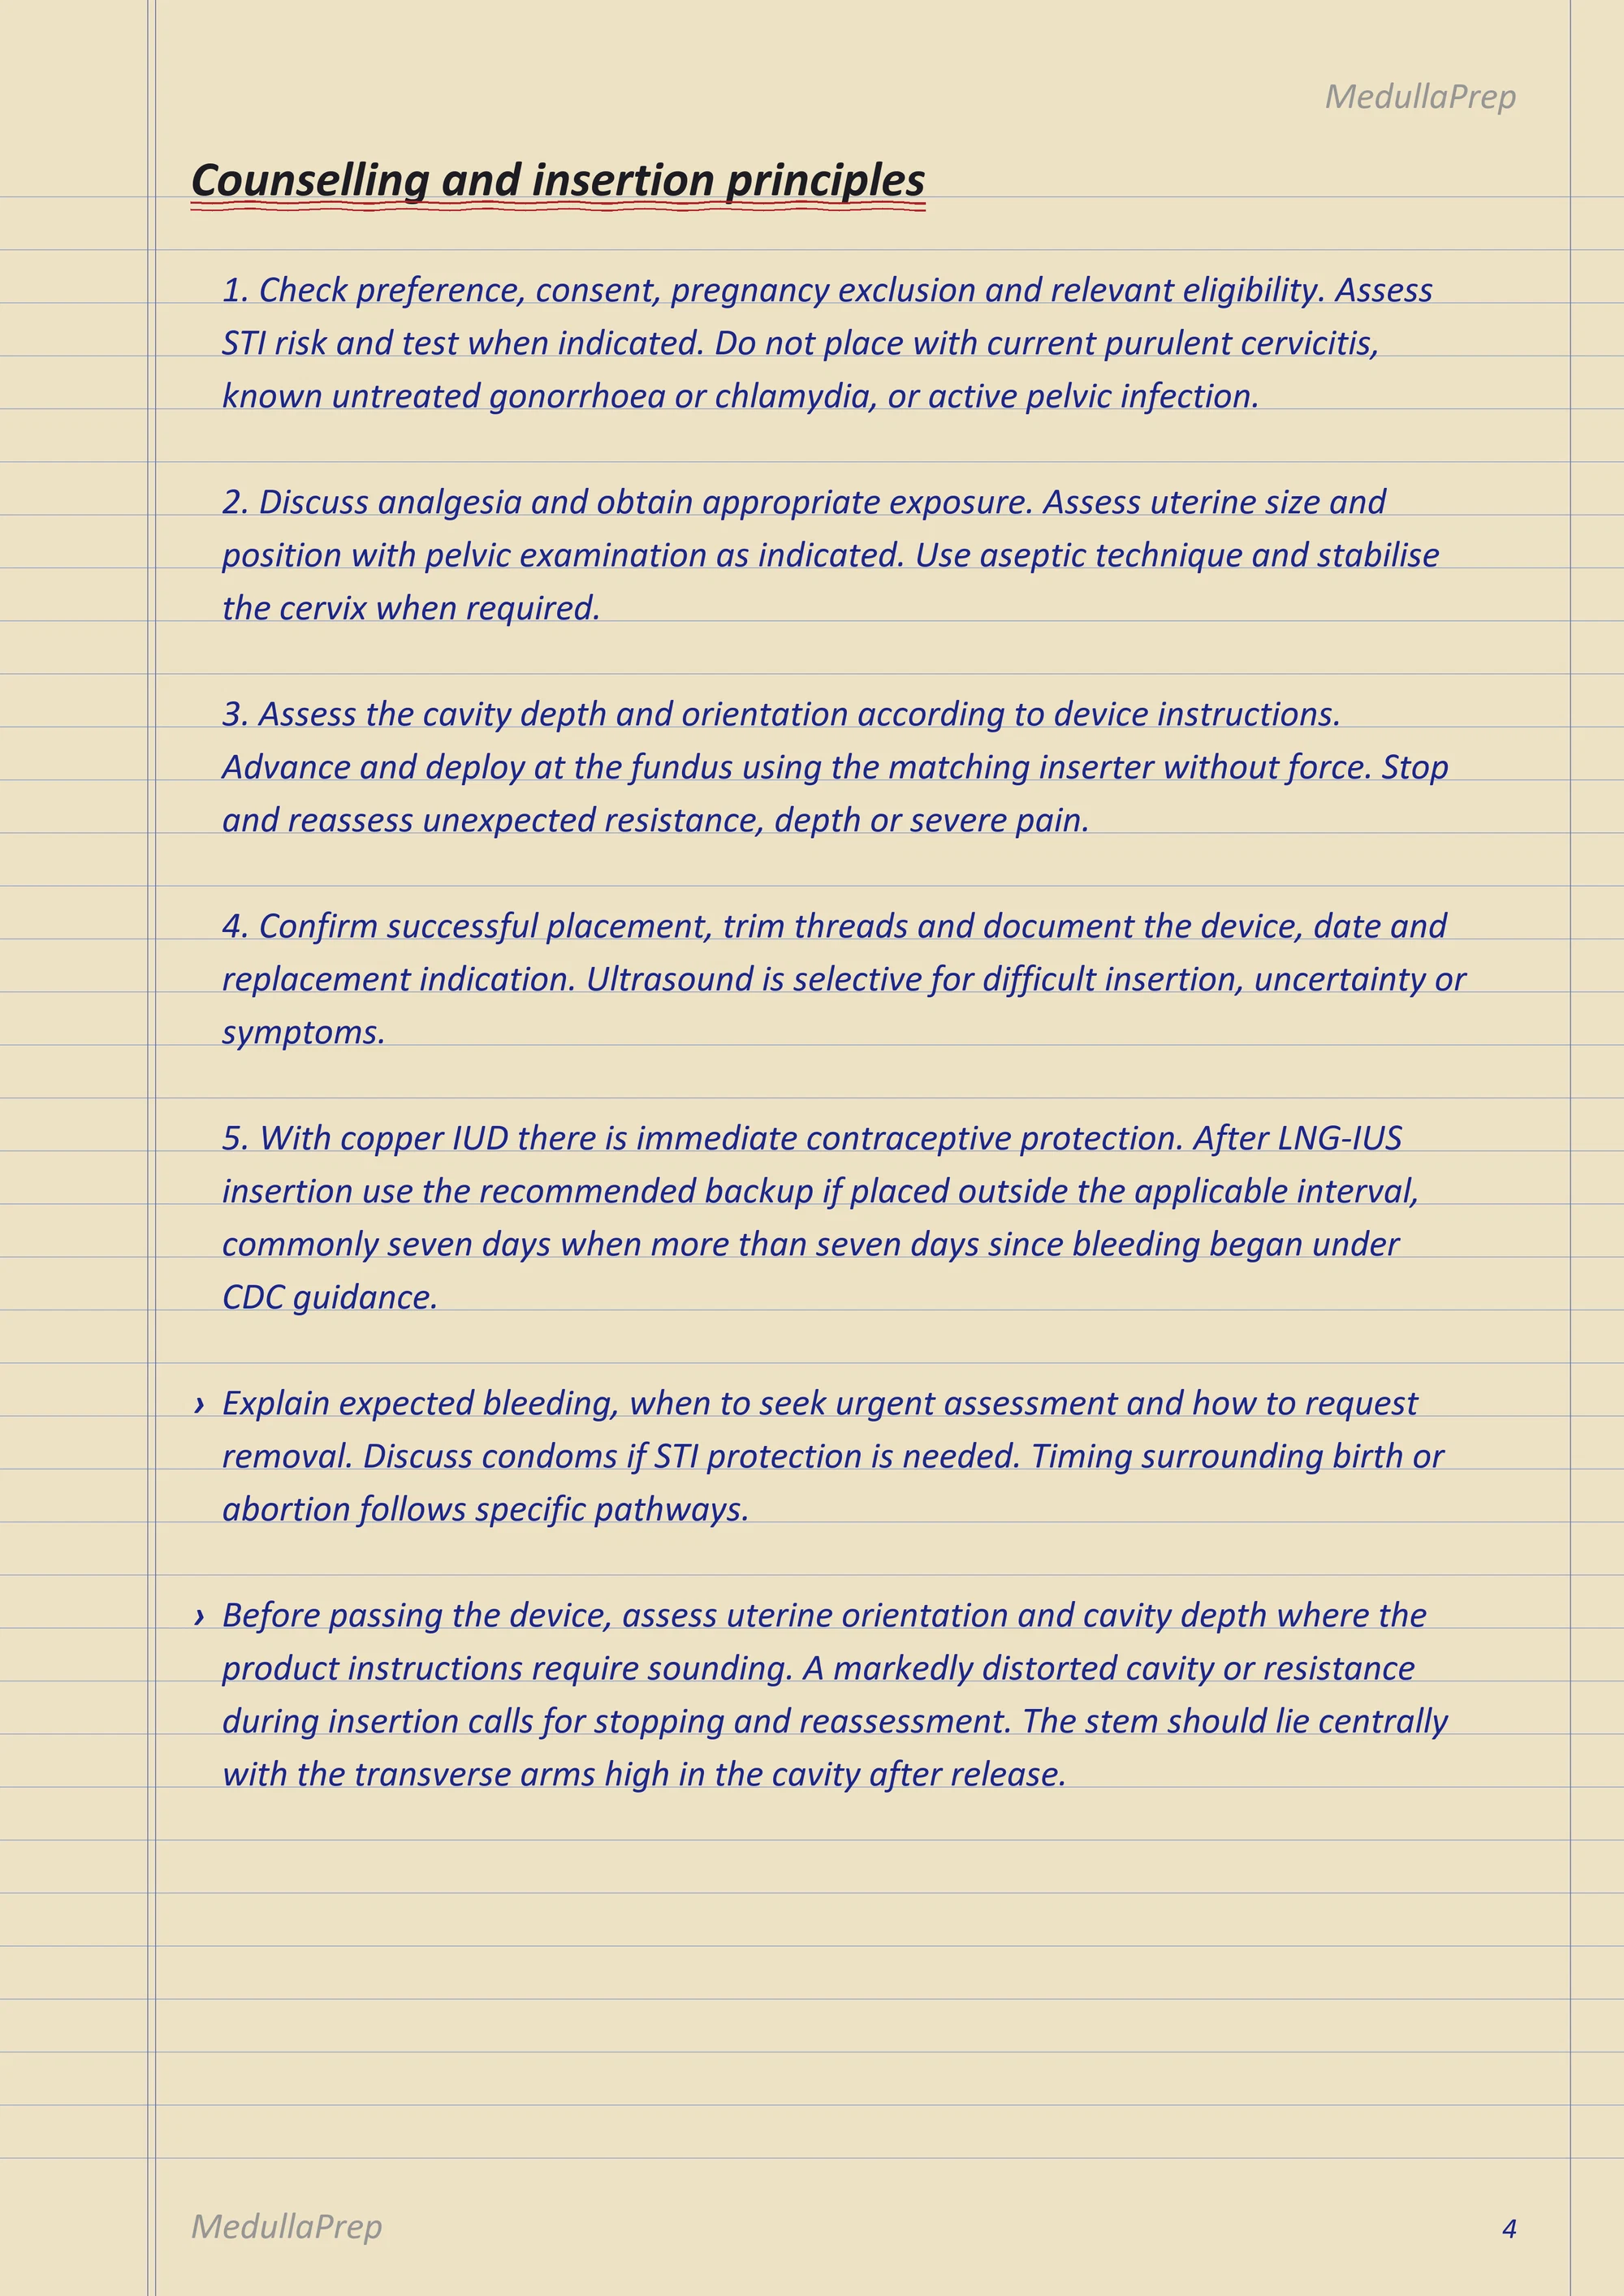 MedullaPrep
Counselling and insertion principles
1. Check preference, consent, pregnancy exclusion and relevant eligibility. Assess
STI risk and test when indicated. Do not place with current purulent cervicitis,
known untreated gonorrhoea or chlamydia, or active pelvic infection.
2. Discuss analgesia and obtain appropriate exposure. Assess uterine size and
position with pelvic examination as indicated. Use aseptic technique and stabilise
the cervix when required.
3. Assess the cavity depth and orientation according to device instructions.
Advance and deploy at the fundus using the matching inserter without force. Stop
and reassess unexpected resistance, depth or severe pain.
4. Confirm successful placement, trim threads and document the device, date and
replacement indication. Ultrasound is selective for difficult insertion, uncertainty or
symptoms.
5. With copper IUD there is immediate contraceptive protection. After LNG-IUS
insertion use the recommended backup if placed outside the applicable interval,
commonly seven days when more than seven days since bleeding began under
CDC guidance.
› Explain expected bleeding, when to seek urgent assessment and how to request
removal. Discuss condoms if STI protection is needed. Timing surrounding birth or
abortion follows specific pathways.
› Before passing the device, assess uterine orientation and cavity depth where the
product instructions require sounding. A markedly distorted cavity or resistance
during insertion calls for stopping and reassessment. The stem should lie centrally
with the transverse arms high in the cavity after release.
MedullaPrep
4